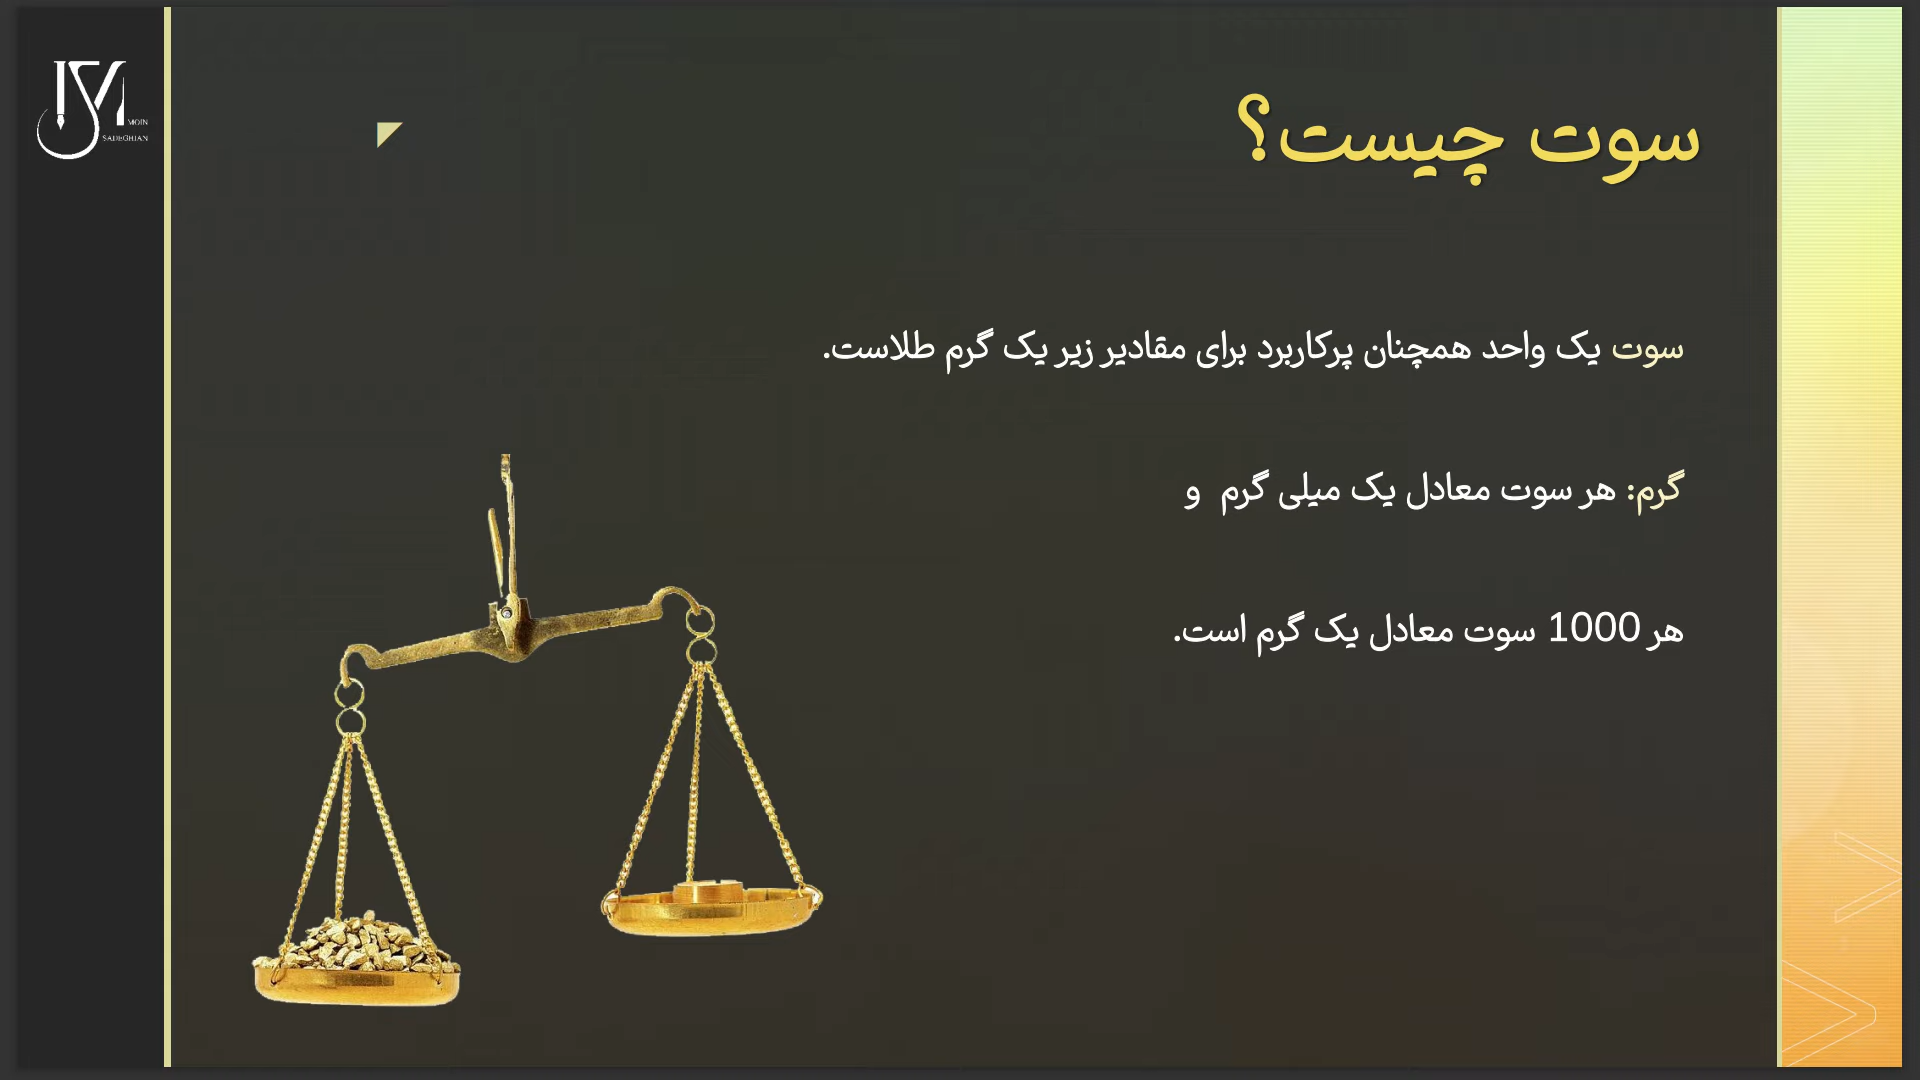 MOIN
SADEGHIAN
سوت چیست؟
سوت یک واحد همچنان پرکاربرد برای مقادیر زیر یک گرم طلاست.
گرم: هر سوت معادل یک میلی گرم و
هر 1000 سوت معادل یک گرم است.